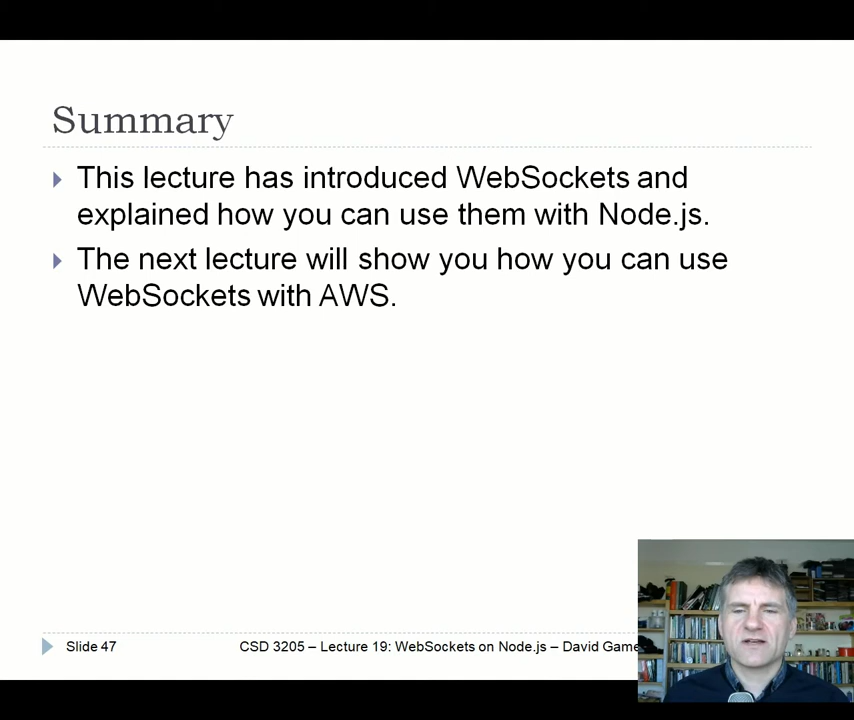 Summary
This lecture has introduced WebSockets and
explained how you can use them with Node.js.
The next lecture will show you how you can use
WebSockets with AWS.
Slide 47
CSD 3205 – Lecture 19: WebSockets on Node.js – David